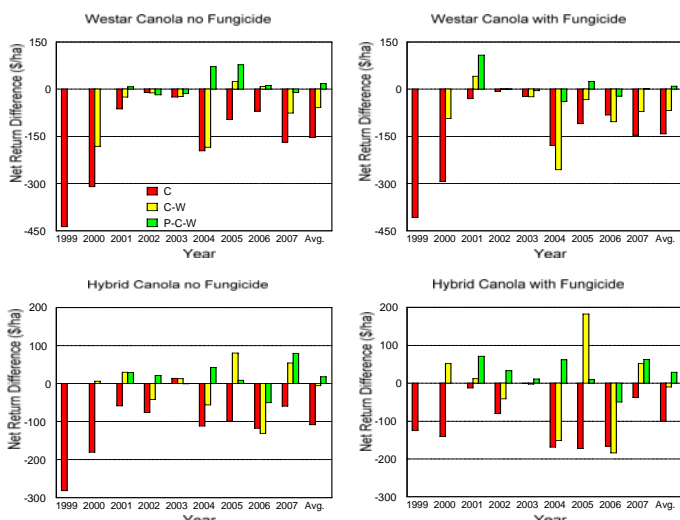 Westar Canola no Fungicide
Net Return Difference ($/ha)
150
0
-150
-300
-450
C
C-W
P-C-W
1999 2000 2001 2002 2003 2004 2005 2006 2007 Avg.
Year
Westar Canola with Fungicide
Net Return Difference ($/ha)
150
0
-150
-300
-450
1999 2000 2001 2002 2003 2004 2005 2006 2007 Avg.
Year
Hybrid Canola no Fungicide
Net Return Difference ($/ha)
200
100
0
-100
-200
-300
1999 2000 2001 2002 2003 2004 2005 2006 2007 Avg.
Year
Hybrid Canola with Fungicide
Net Return Difference ($/ha)
200
100
0
-100
-200
-300
1999 2000 2001 2002 2003 2004 2005 2006 2007 Avg.
Year